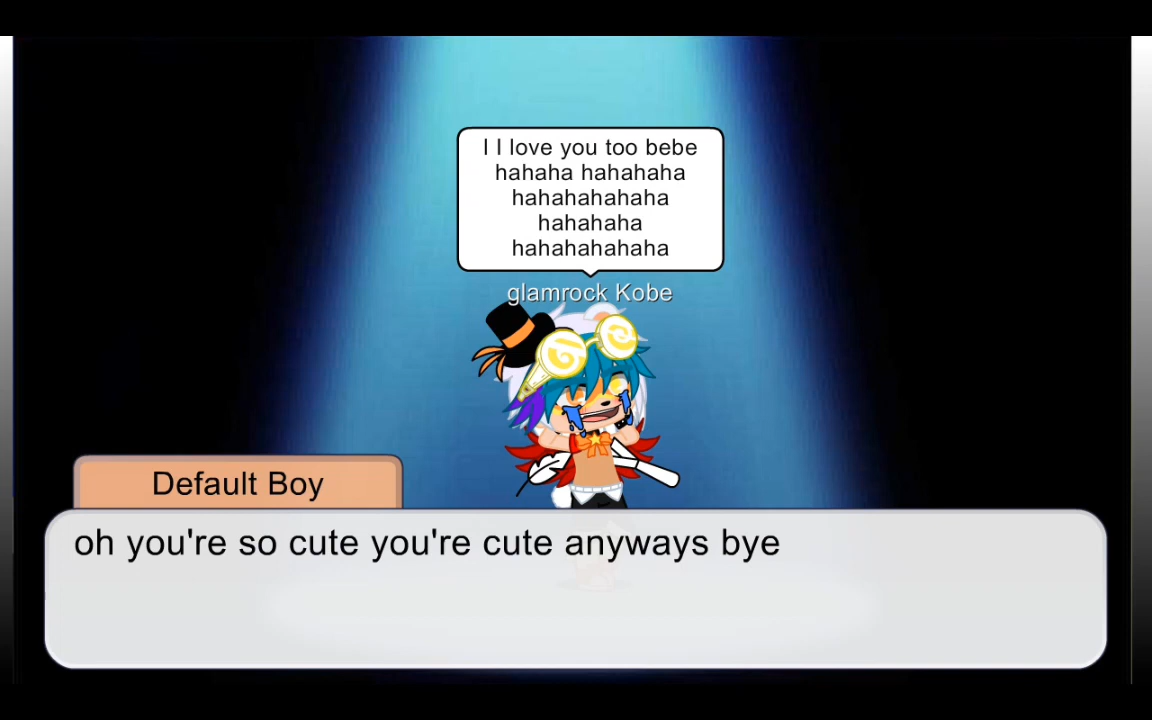 I I love you too bebe
hahaha hahahaha
hahahahahaha
hahahaha
hahahahahaha
glamrock Kobe
Default Boy
oh you're so cute you're cute anyways bye